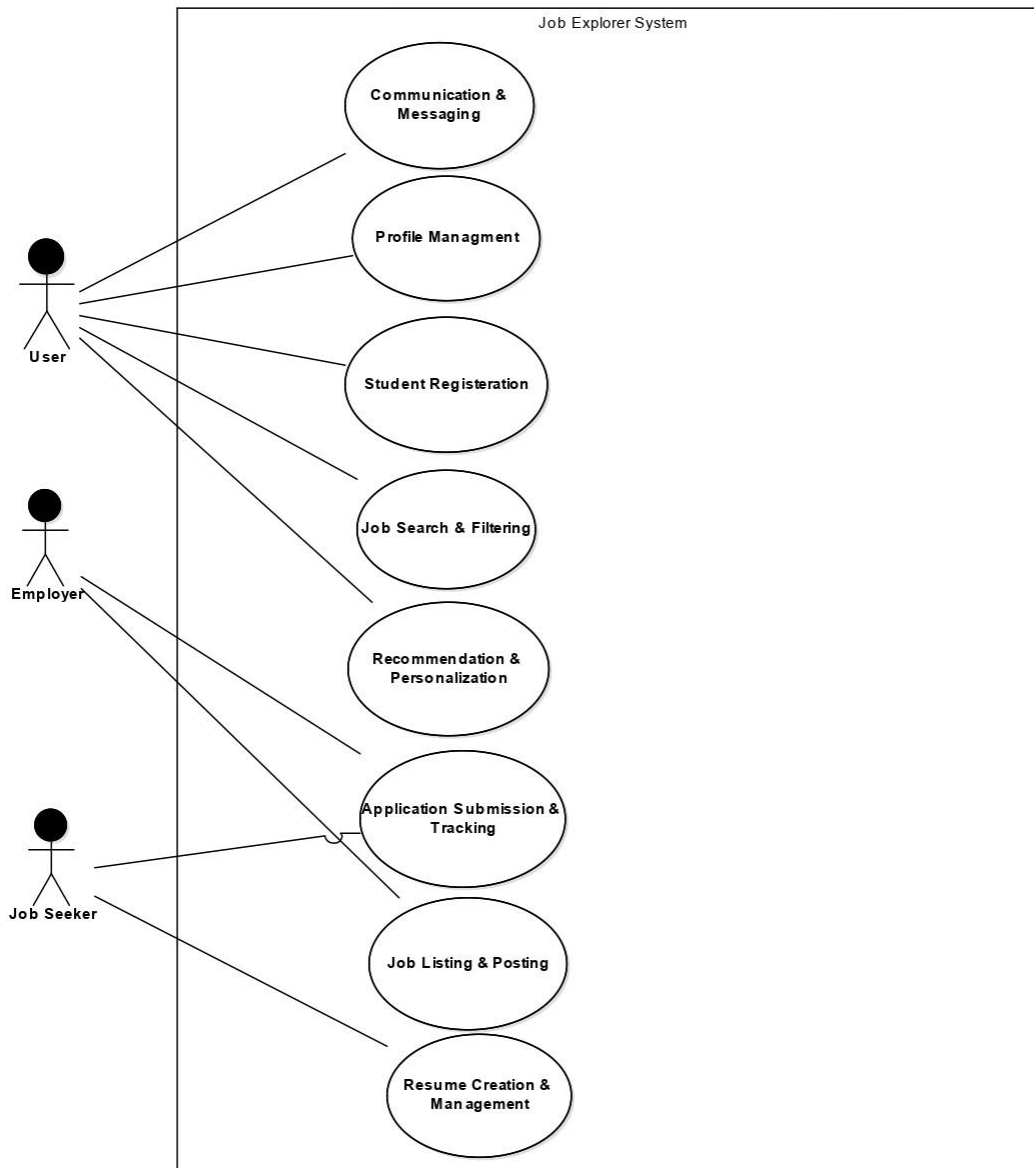 Job Explorer System
Communication &
Messaging
Profile Managment
User
Student Registeration
Job Search & Filtering
Employer
Recommendation &
Personalization
Application Submission &
Tracking
Job Seeker
Job Listing & Posting
Resume Creation &
Management